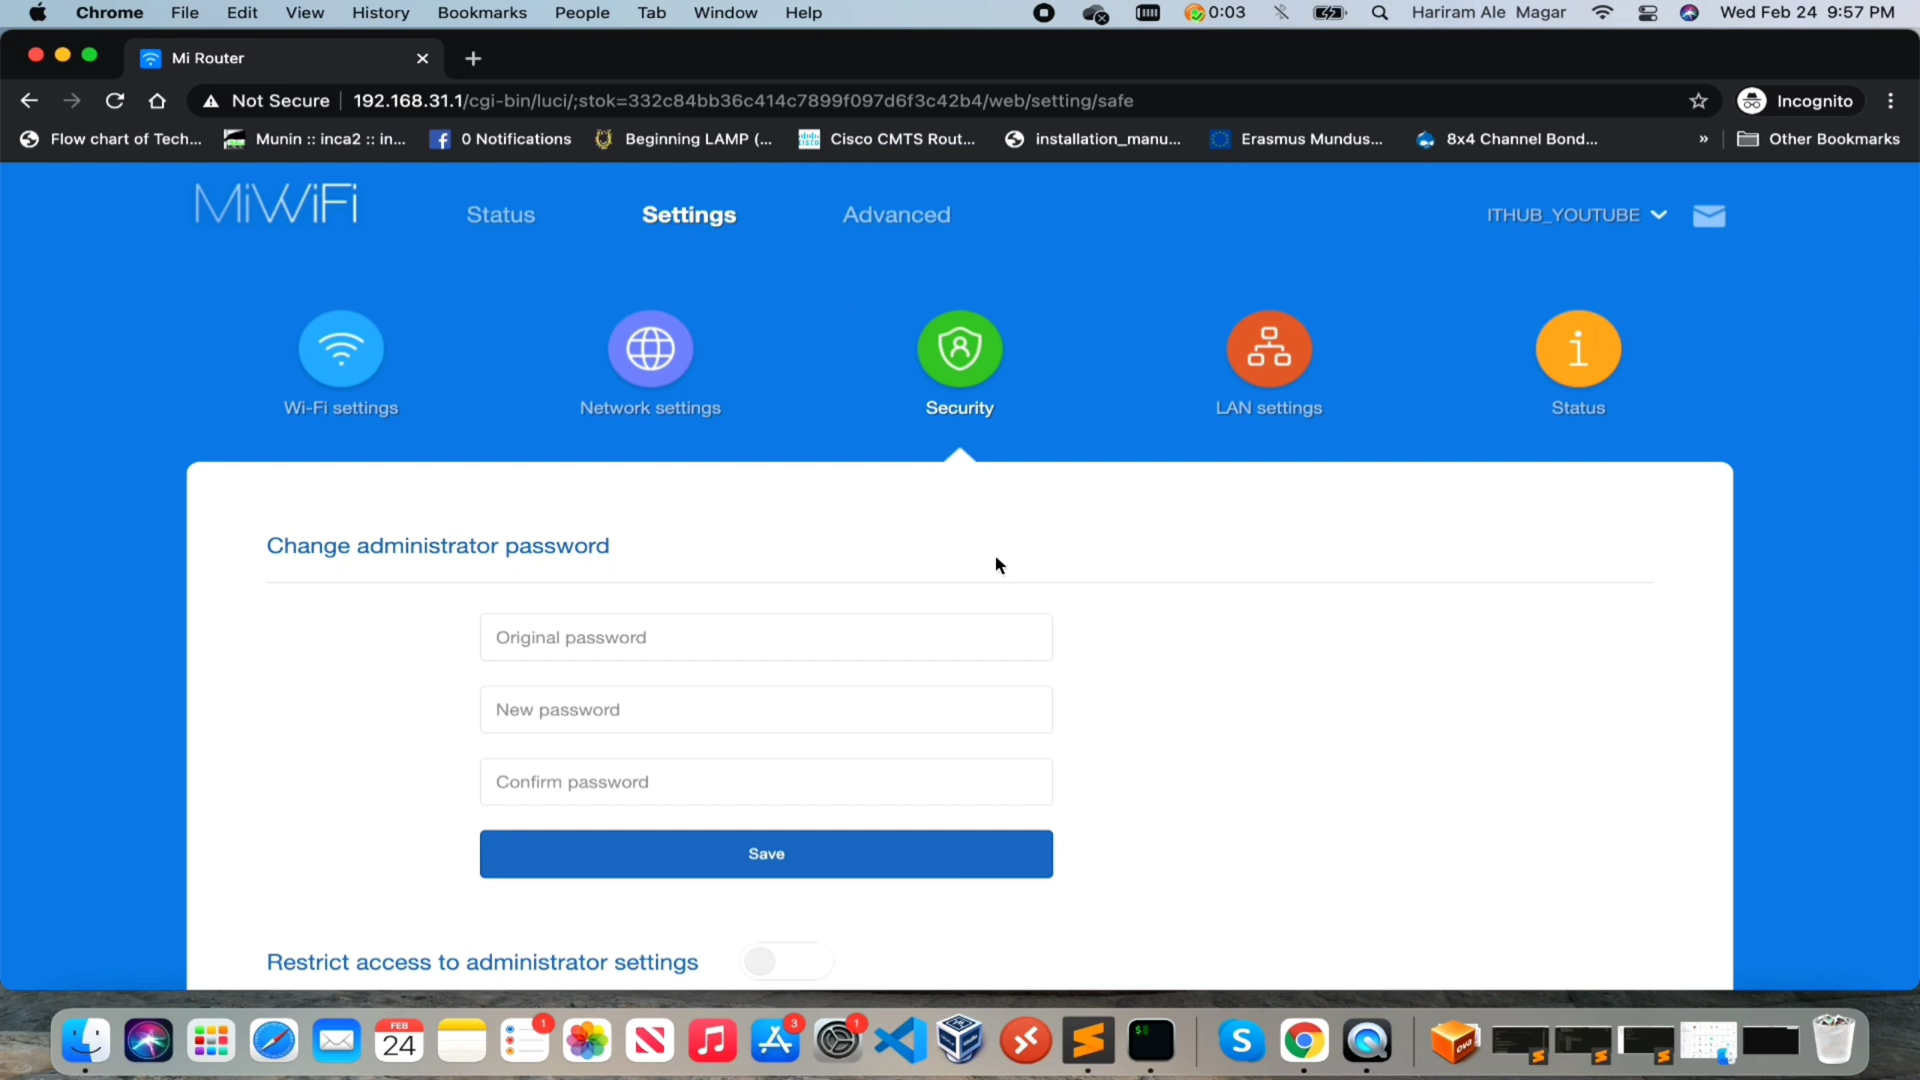 Chrome File Edit View History Bookmarks People Tab Window Help 0:03 Hariram Ale Magar Wed Feb 24 9:57 PM
Mi Router
Not Secure 192.168.31.1/cgi-bin/luci/;stok=332c84bb36c414c7899f097d6f3c42b4/web/setting/safe Incognito
Flow chart of Tech... Munin :: inca2 :: in... 0 Notifications Beginning LAMP (... Cisco CMTS Rout... installation_manu... Erasmus Mundus... 8x4 Channel Bond... » Other Bookmarks
MiWiFi Status Settings Advanced ITHUB_YOUTUBE
Wi-Fi settings Network settings Security LAN settings Status
Change administrator password
Original password
New password
Confirm password
Save
Restrict access to administrator settings
FEB 1 3 1
24